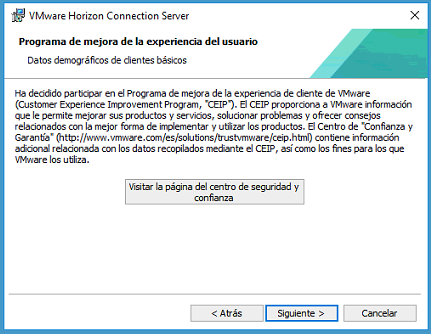 VMware Horizon Connection Server
Programa de mejora de la experiencia del usuario
Datos demográficos de clientes básicos
Ha decidido participar en el Programa de mejora de la experiencia de cliente de VMware
(Customer Experience Improvement Program, "CEIP"). El CEIP proporciona a VMware información
que le permite mejorar sus productos y servicios, solucionar problemas y ofrecer consejos
relacionados con la mejor forma de implementar y utilizar los productos. El Centro de "Confianza y
Garantía" (http://www.vmware.com/es/solutions/trustvmware/ceip.html) contiene información
adicional relacionada con los datos recopilados mediante el CEIP, así como los fines para los que
VMware los utiliza.
Visitar la página del centro de seguridad y
confianza
< Atrás
Siguiente >
Cancelar